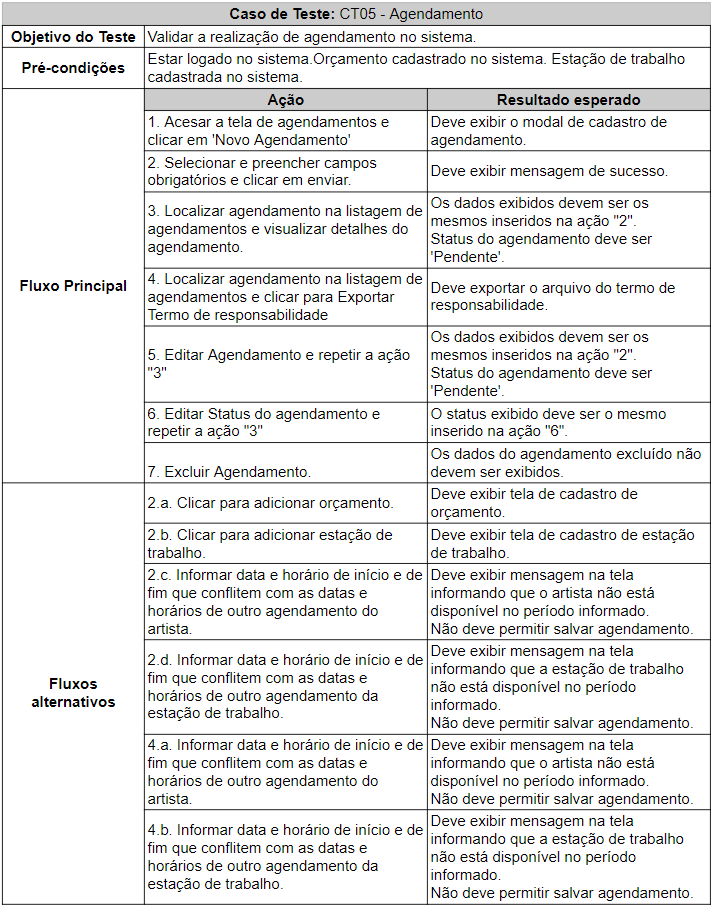 Caso de Teste: CT05 - Agendamento
Objetivo do Teste
Validar a realização de agendamento no sistema.
Pré-condições
Estar logado no sistema.Orçamento cadastrado no sistema. Estação de trabalho
cadastrada no sistema.
Fluxo Principal
Ação
Resultado esperado
1. Acesar a tela de agendamentos e
clicar em 'Novo Agendamento'
Deve exibir o modal de cadastro de
agendamento.
2. Selecionar e preencher campos
obrigatórios e clicar em enviar.
Deve exibir mensagem de sucesso.
3. Localizar agendamento na listagem de
agendamentos e visualizar detalhes do
agendamento.
Os dados exibidos devem ser os
mesmos inseridos na ação "2".
Status do agendamento deve ser
'Pendente'.
4. Localizar agendamento na listagem de
agendamentos e clicar para Exportar
Termo de responsabilidade
Deve exportar o arquivo do termo de
responsabilidade.
5. Editar Agendamento e repetir a ação
"3"
Os dados exibidos devem ser os
mesmos inseridos na ação "2".
Status do agendamento deve ser
'Pendente'.
6. Editar Status do agendamento e
repetir a ação "3"
O status exibido deve ser o mesmo
inserido na ação "6".
7. Excluir Agendamento.
Os dados do agendamento excluído não
devem ser exibidos.
Fluxos
alternativos
2.a. Clicar para adicionar orçamento.
Deve exibir tela de cadastro de
orçamento.
2.b. Clicar para adicionar estação de
trabalho.
Deve exibir tela de cadastro de estação
de trabalho.
2.c. Informar data e horário de início e de
fim que conflitem com as datas e
horários de outro agendamento do
artista.
Deve exibir mensagem na tela
informando que o artista não está
disponível no período informado.
Não deve permitir salvar agendamento.
2.d. Informar data e horário de início e de
fim que conflitem com as datas e
horários de outro agendamento da
estação de trabalho.
Deve exibir mensagem na tela
informando que a estação de trabalho
não está disponível no período
informado.
Não deve permitir salvar agendamento.
4.a. Informar data e horário de início e de
fim que conflitem com as datas e
horários de outro agendamento do
artista.
Deve exibir mensagem na tela
informando que o artista não está
disponível no período informado.
Não deve permitir salvar agendamento.
4.b. Informar data e horário de início e de
fim que conflitem com as datas e
horários de outro agendamento da
estação de trabalho.
Deve exibir mensagem na tela
informando que a estação de trabalho
não está disponível no período
informado.
Não deve permitir salvar agendamento.